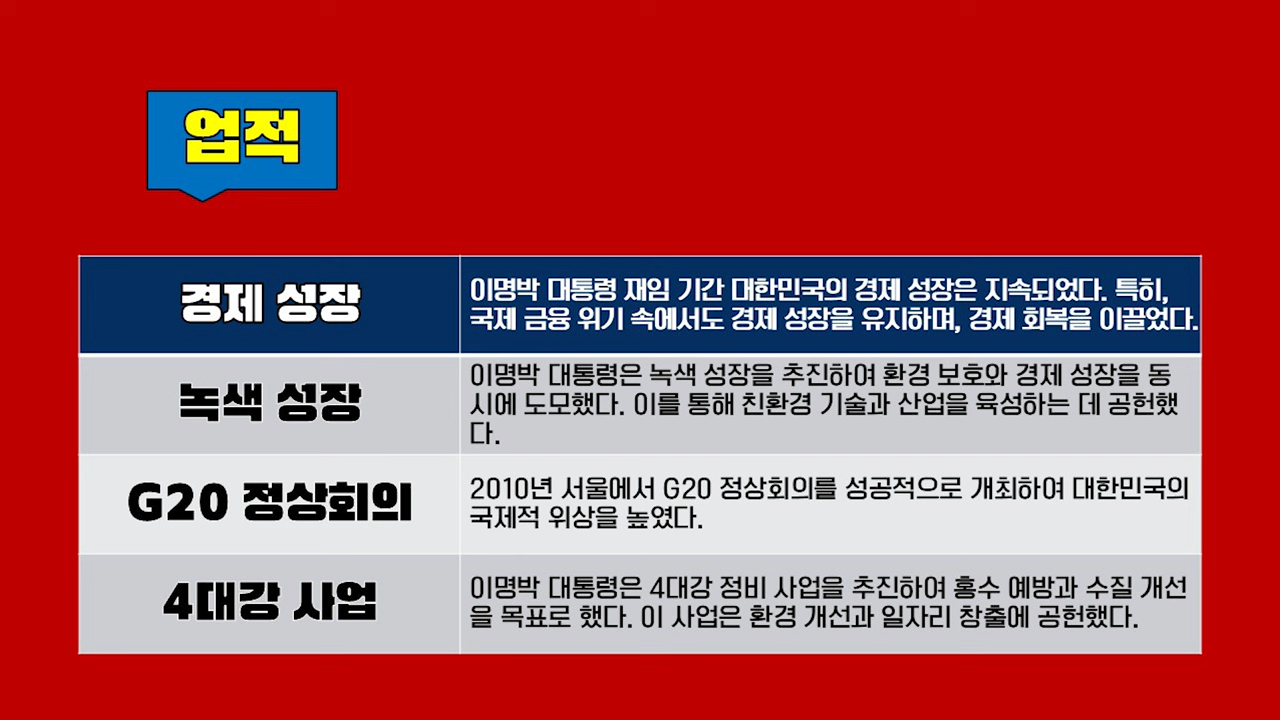 업적
경제 성장
이명박 대통령 재임 기간 대한민국의 경제 성장은 지속되었다. 특히,
국제 금융 위기 속에서도 경제 성장을 유지하며, 경제 회복을 이끌었다.
녹색 성장
이명박 대통령은 녹색 성장을 추진하여 환경 보호와 경제 성장을 동
시에 도모했다. 이를 통해 친환경 기술과 산업을 육성하는 데 공헌했
다.
G20 정상회의
2010년 서울에서 G20 정상회의를 성공적으로 개최하여 대한민국의
국제적 위상을 높였다.
4대강 사업
이명박 대통령은 4대강 정비 사업을 추진하여 홍수 예방과 수질 개선
을 목표로 했다. 이 사업은 환경 개선과 일자리 창출에 공헌했다.